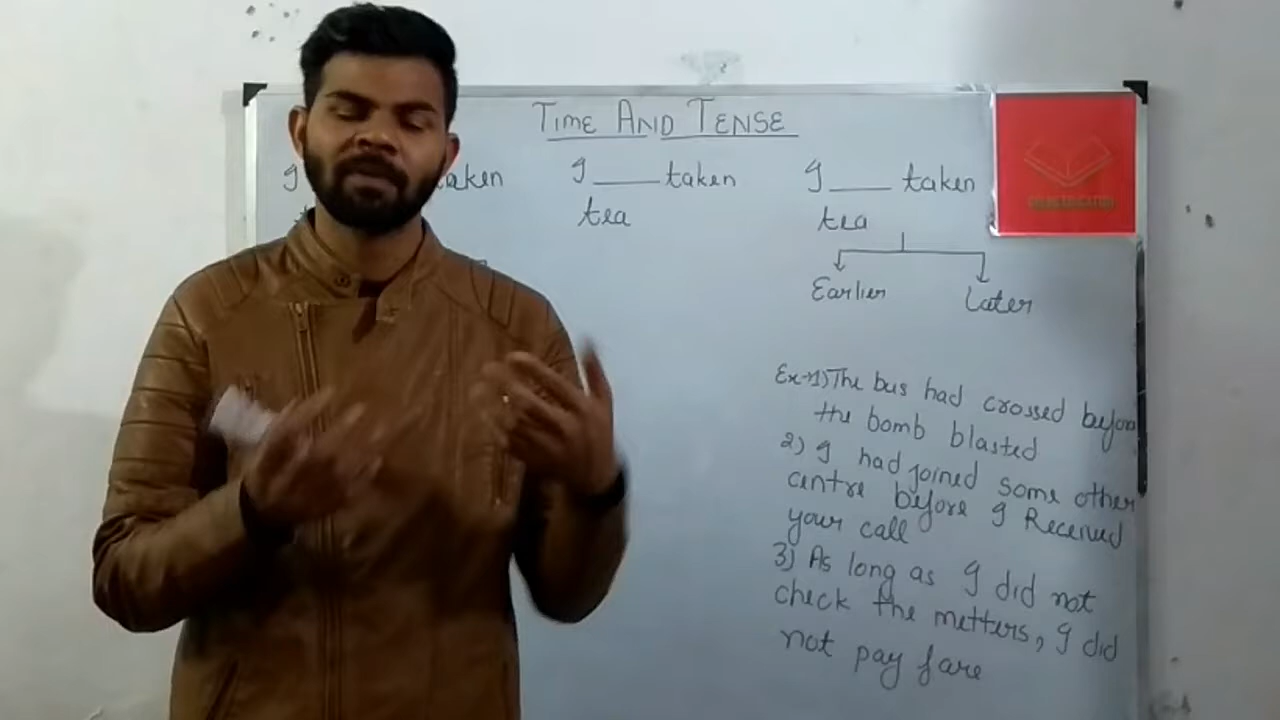 TIME AND TENSE
I taken
I ____ taken
tea
I ____ taken
tea
Earlier Later
Ex→1) The bus had crossed before
the bomb blasted
2) I had joined some other
centre before I Received
your call
3) As long as I did not
check the metters, I did
not pay fare